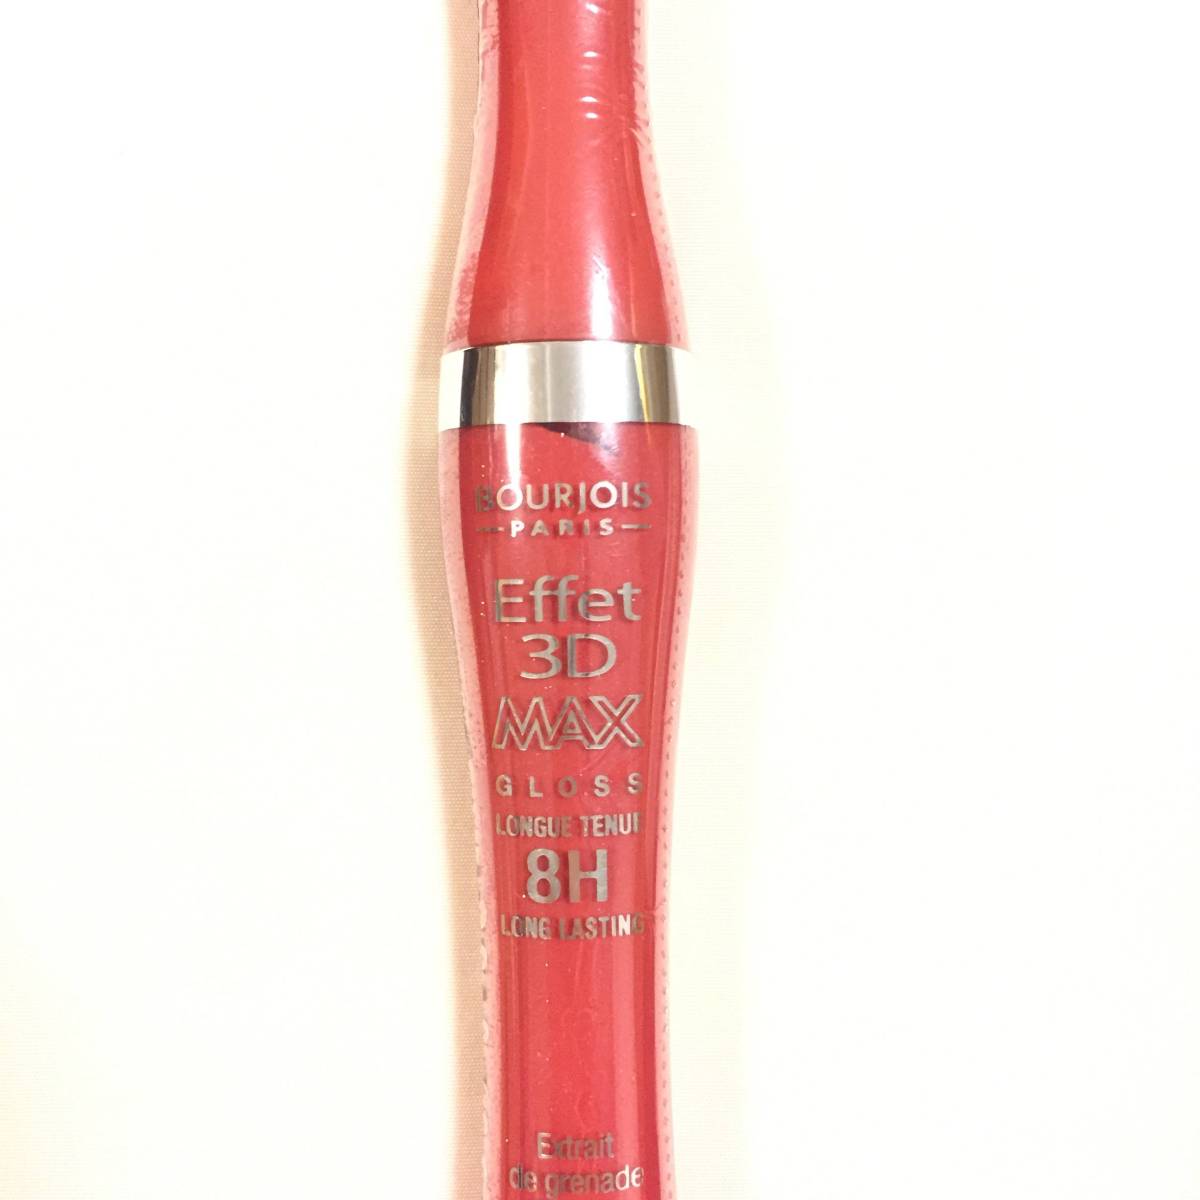 BOURJOIS
PARIS
Effet
3D
MAX
GLOSS
LONGUE TENUE
8H
LONG LASTING
Extrait
de grenade